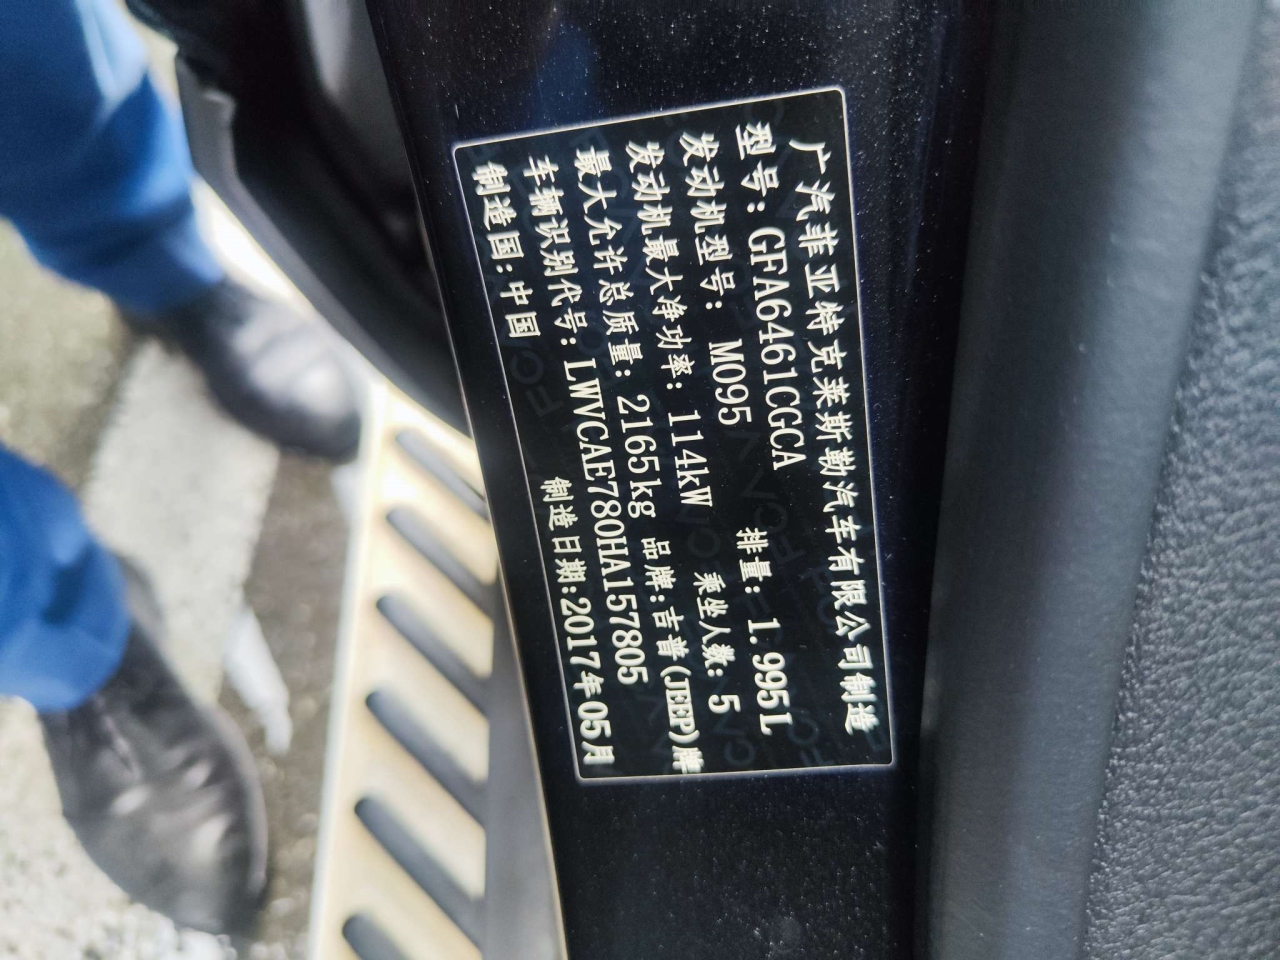 广汽菲亚特克莱斯勒汽车有限公司制造
型号：GFA6461CGCA 排量：1.995L
发动机型号：M095 乘坐人数：5
发动机最大净功率：114kW
最大允许总质量：2165kg 品牌：吉普(JEEP)牌
车辆识别代号：LWVCAE780HA157805
制造国：中国 制造日期：2017年05月